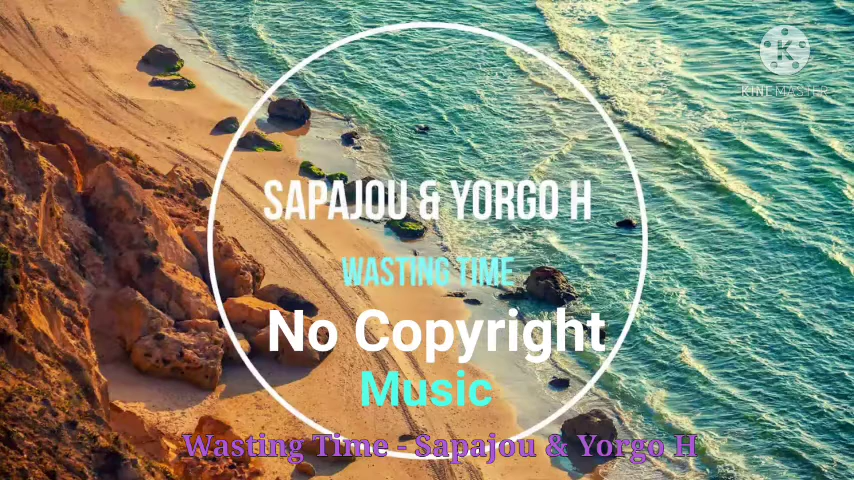 KINEMASTER
SAPAJOU & YORGO H
WASTING TIME
No Copyright
Music
Wasting Time - Sapajou & Yorgo H